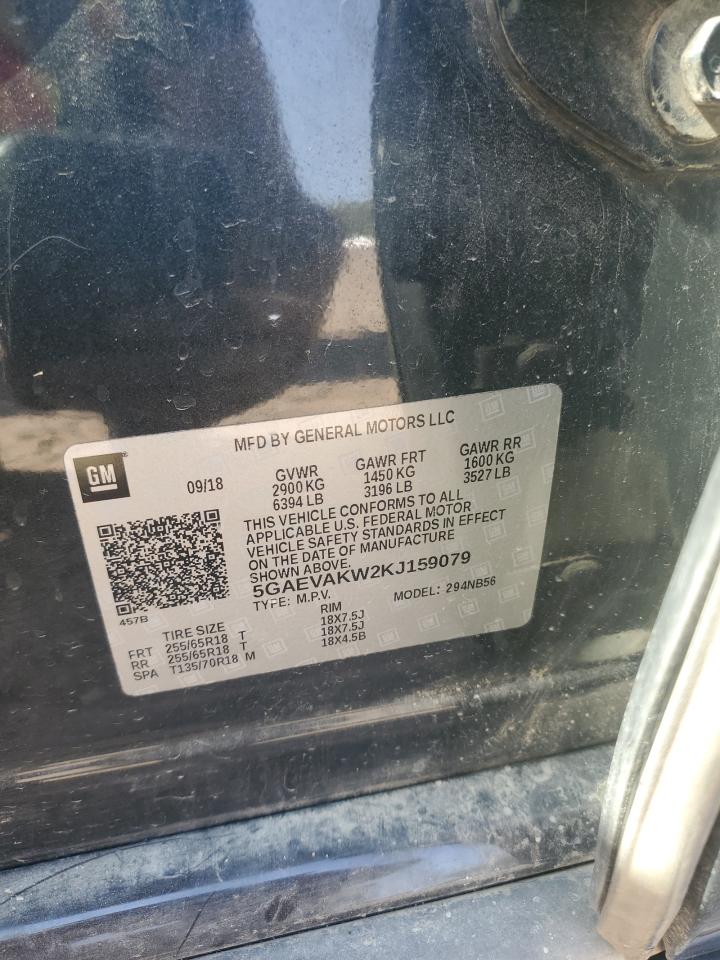 MFD BY GENERAL MOTORS LLC
GM
09/18
GVWR
2900 KG
6394 LB
GAWR FRT
1450 KG
3196 LB
GAWR RR
1600 KG
3527 LB
THIS VEHICLE CONFORMS TO ALL
APPLICABLE U.S. FEDERAL MOTOR
VEHICLE SAFETY STANDARDS IN EFFECT
ON THE DATE OF MANUFACTURE
SHOWN ABOVE.
5GAEVAKW2KJ159079
TYPE: M.P.V. MODEL: 294NB56
457B
TIRE SIZE RIM
FRT 255/65R18 T 18X7.5J
RR 255/65R18 T 18X7.5J
SPA T135/70R18 M 18X4.5B